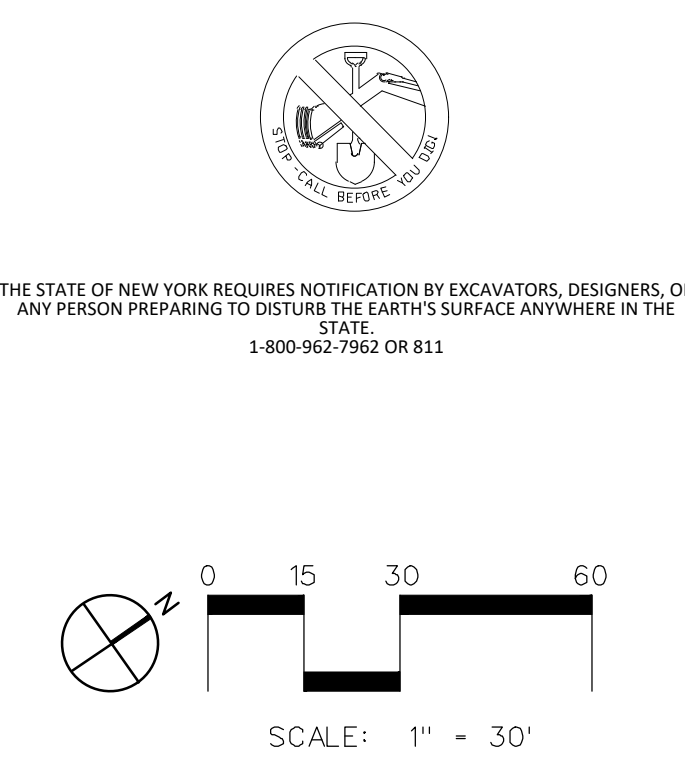 STOP - CALL BEFORE YOU DIG!
THE STATE OF NEW YORK REQUIRES NOTIFICATION BY EXCAVATORS, DESIGNERS,
ANY PERSON PREPARING TO DISTURB THE EARTH'S SURFACE ANYWHERE IN THE
STATE.
1-800-962-7962 OR 811
0 15 30 60
N
SCALE: 1" = 30'